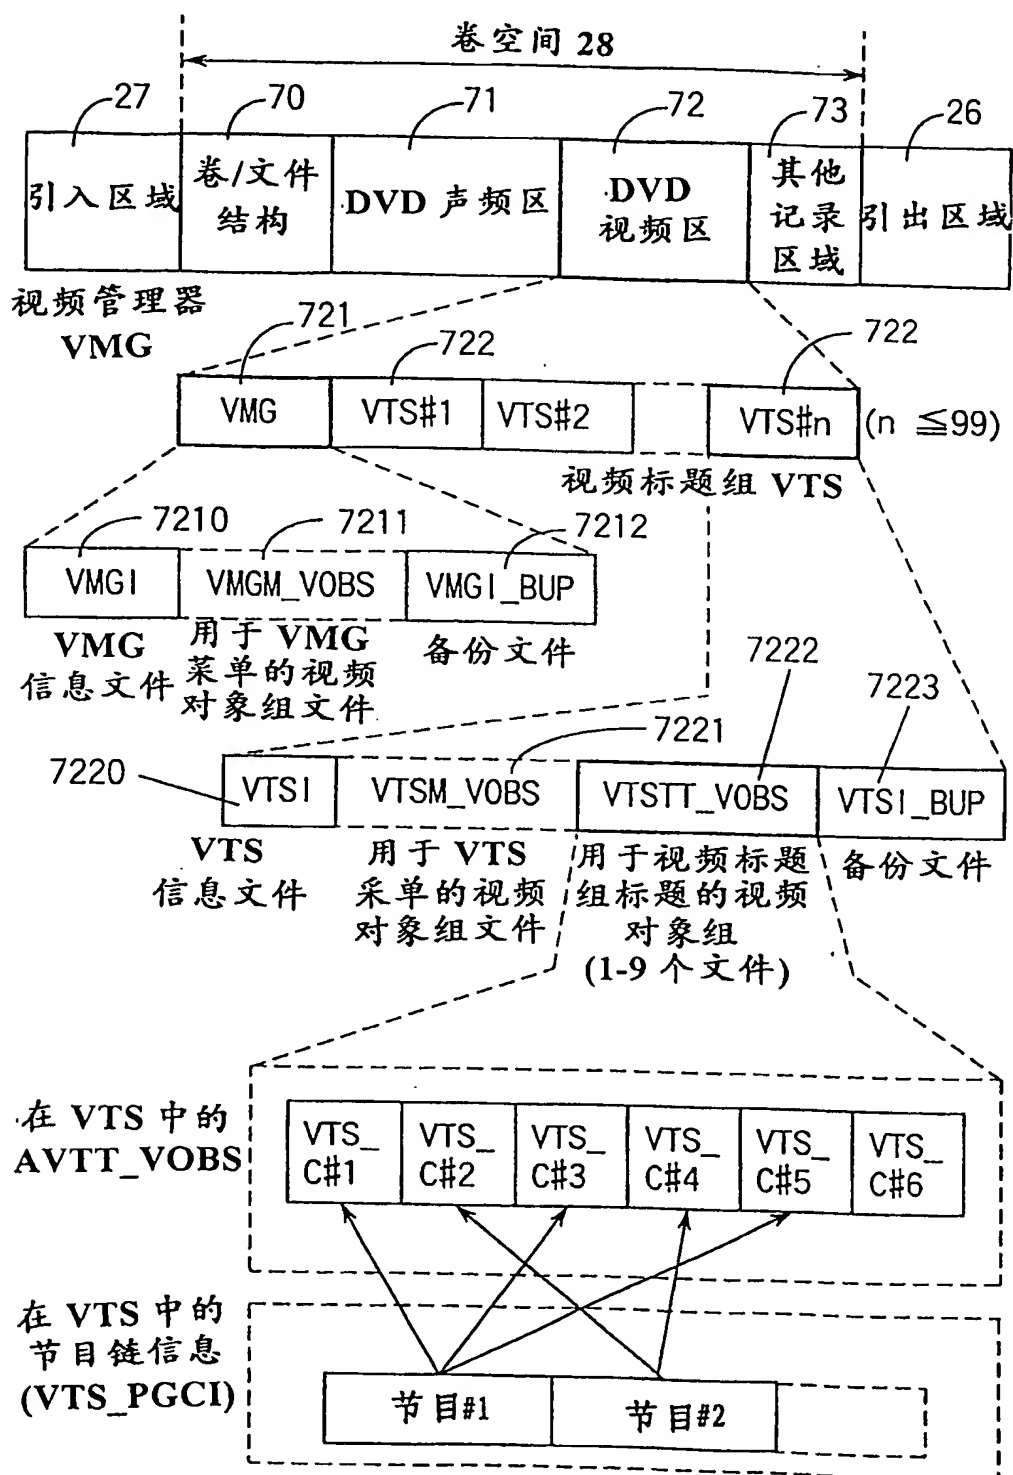 卷空间 28
27
70
71
72
73
26
引入区域
卷/文件
结构
DVD 声频区
DVD
视频区
其他
记录
区域
引出区域
视频管理器
VMG
721
722
722
VMG
VTS#1
VTS#2
VTS#n
(n ≦99)
视频标题组 VTS
7210
7211
7212
VMGI
VMGM_VOBS
VMGI_BUP
VMG
信息文件
用于 VMG
菜单的视频
对象组文件
备份文件
7222
7223
7221
7220
VTSI
VTSM_VOBS
VTSTT_VOBS
VTSI_BUP
VTS
信息文件
用于 VTS
采单的视频
对象组文件
用于视频标题
组标题的视频
对象组
(1-9 个文件)
备份文件
在 VTS 中的
AVTT_VOBS
VTS_
C#1
VTS_
C#2
VTS_
C#3
VTS_
C#4
VTS_
C#5
VTS_
C#6
在 VTS 中的
节目链信息
(VTS_PGCI)
节目#1
节目#2